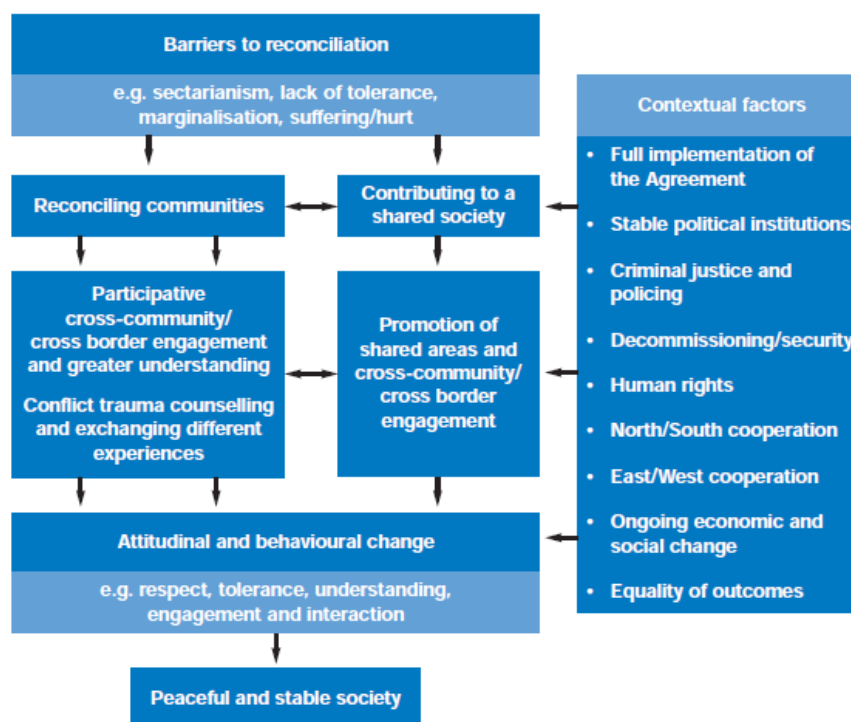 Barriers to reconciliation
e.g. sectarianism, lack of tolerance,
marginalisation, suffering/hurt
Reconciling communities
Contributing to a
shared society
Participative
cross-community/
cross border engagement
and greater understanding
Conflict trauma counselling
and exchanging different
experiences
Promotion of
shared areas and
cross-community/
cross border
engagement
Attitudinal and behavioural change
e.g. respect, tolerance, understanding,
engagement and interaction
Peaceful and stable society
Contextual factors
• Full implementation of
the Agreement
• Stable political institutions
• Criminal justice and
policing
• Decommissioning/security
• Human rights
• North/South cooperation
• East/West cooperation
• Ongoing economic and
social change
• Equality of outcomes